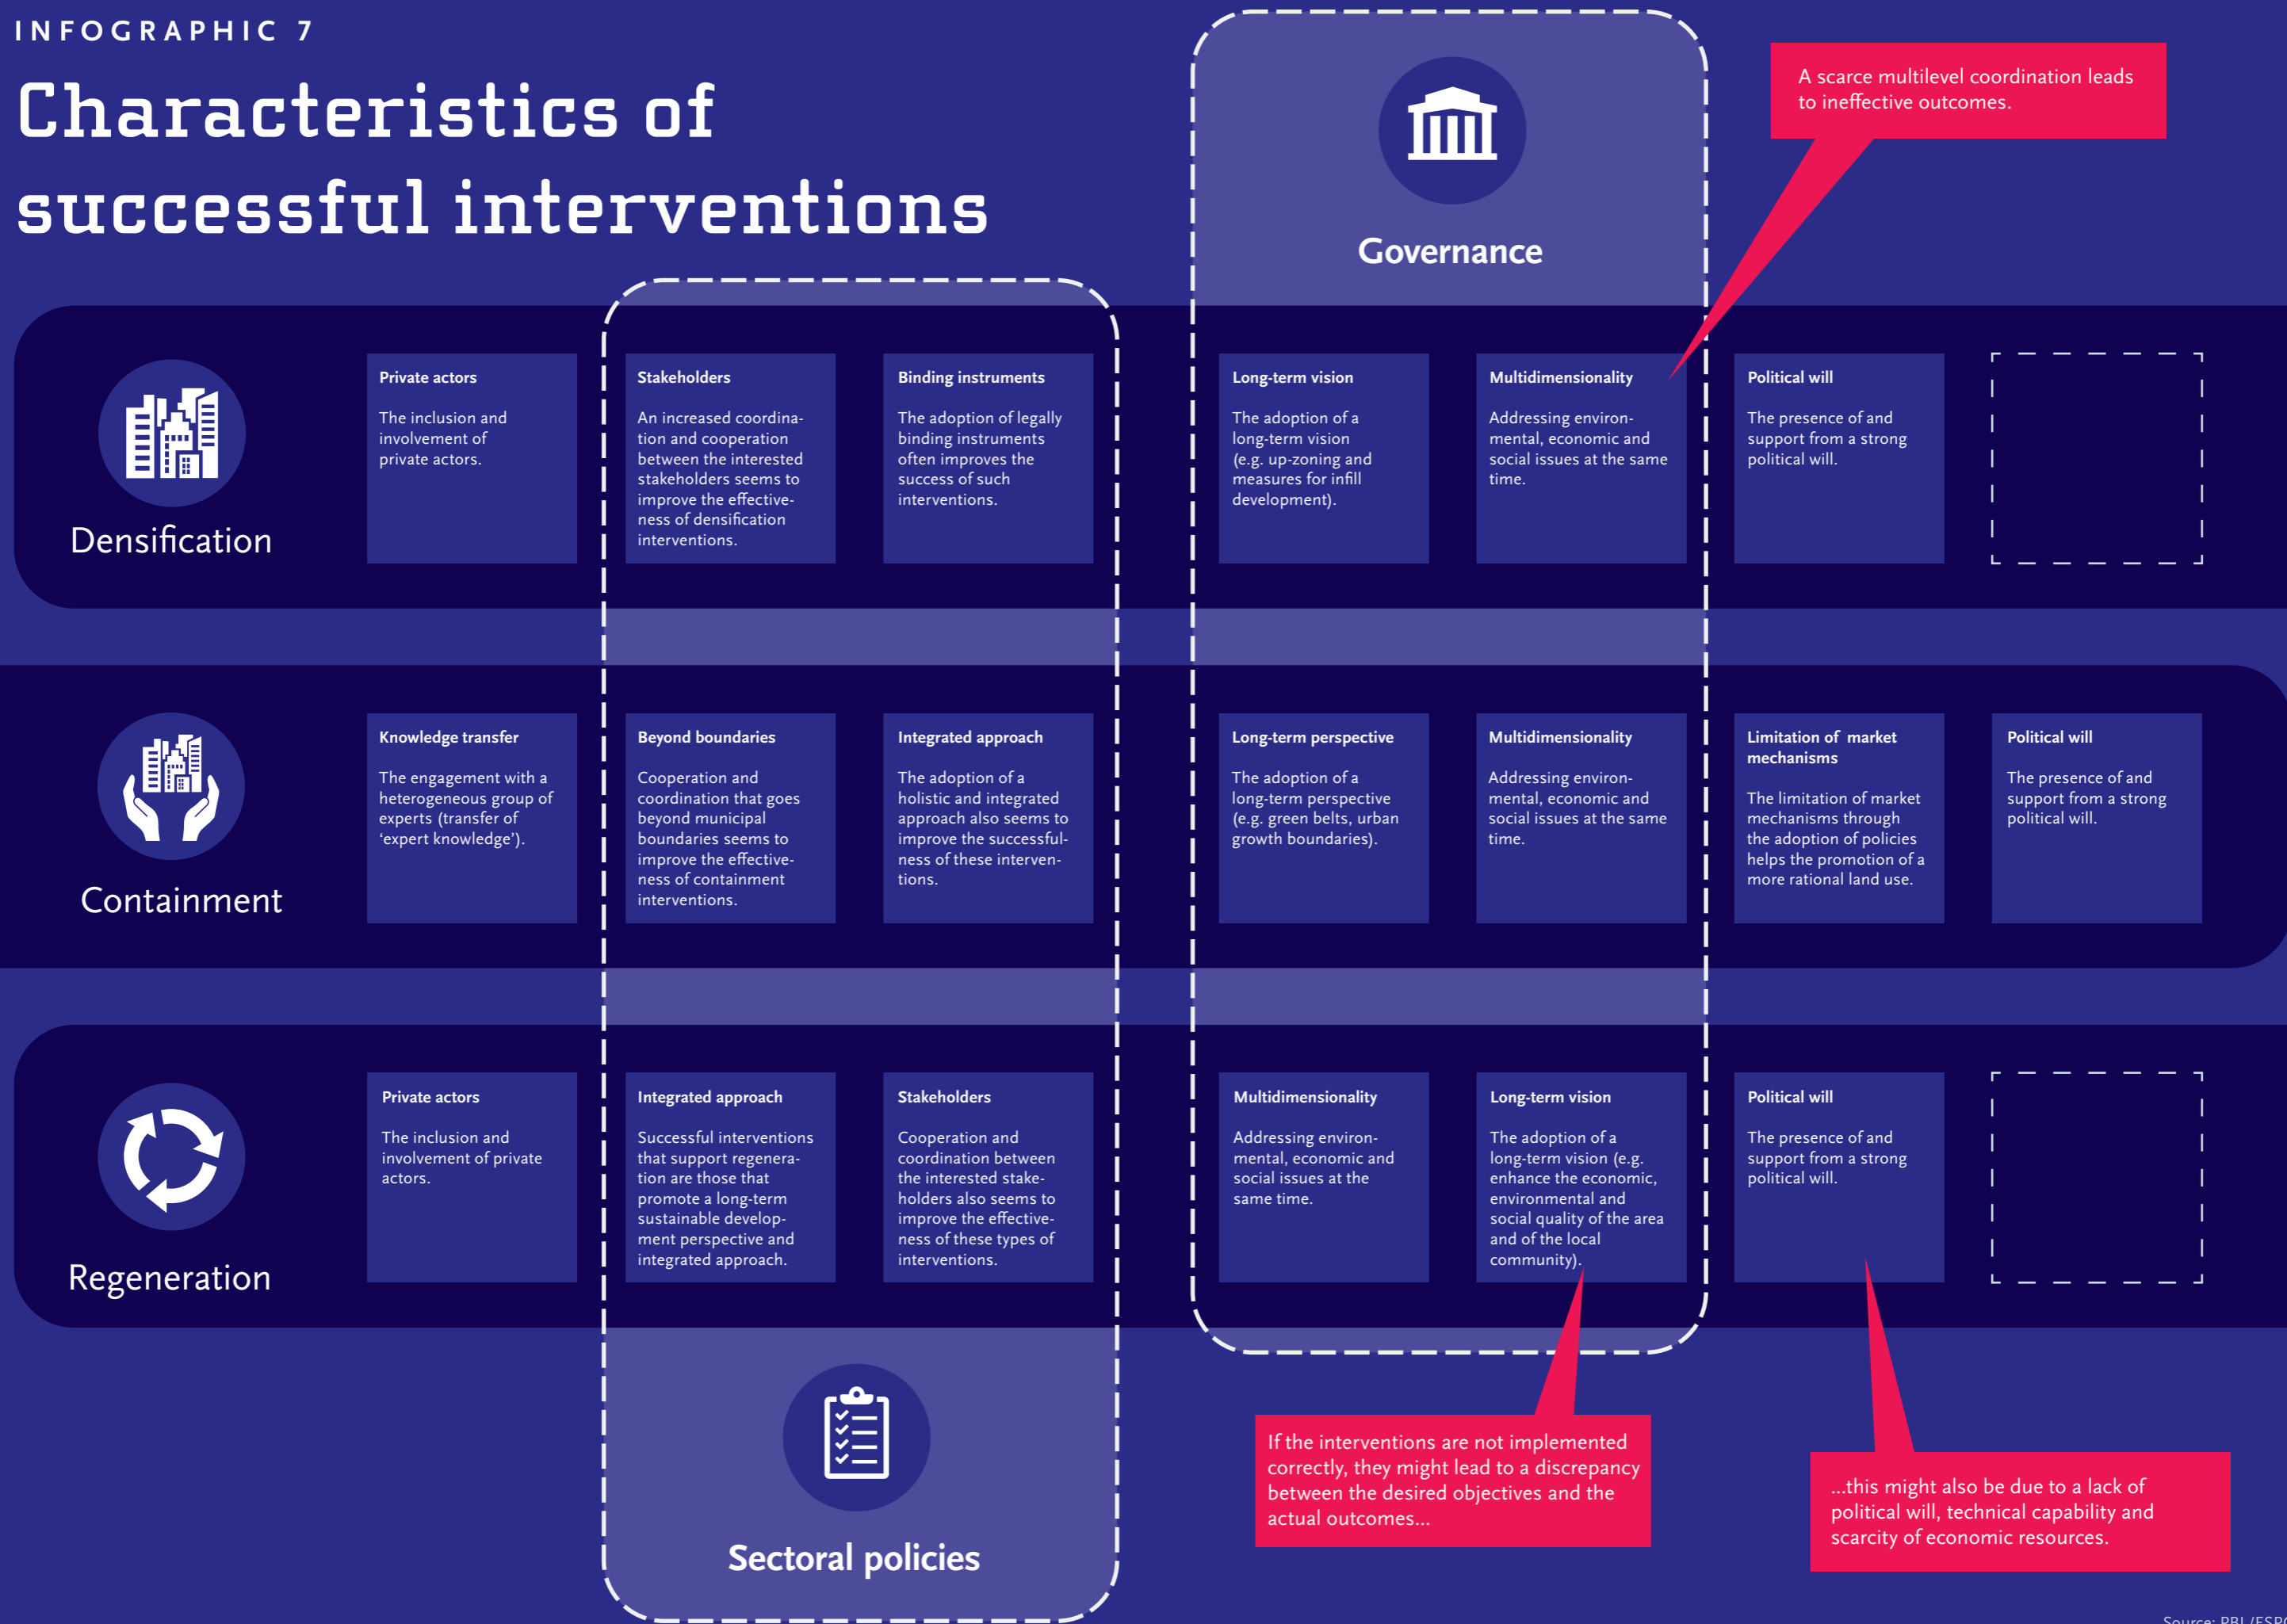 INFOGRAPHIC 7
Characteristics of
successful interventions
Governance
A scarce multilevel coordination leads
to ineffective outcomes.
Densification
Private actors
The inclusion and
involvement of
private actors.
Stakeholders
An increased coordina-
tion and cooperation
between the interested
stakeholders seems to
improve the effective-
ness of densification
interventions.
Binding instruments
The adoption of legally
binding instruments
often improves the
success of such
interventions.
Long-term vision
The adoption of a
long-term vision
(e.g. up-zoning and
measures for infill
development).
Multidimensionality
Addressing environ-
mental, economic and
social issues at the same
time.
Political will
The presence of and
support from a strong
political will.
Containment
Knowledge transfer
The engagement with a
heterogeneous group of
experts (transfer of
‘expert knowledge’).
Beyond boundaries
Cooperation and
coordination that goes
beyond municipal
boundaries seems to
improve the effective-
ness of containment
interventions.
Integrated approach
The adoption of a
holistic and integrated
approach also seems to
improve the successful-
ness of these interven-
tions.
Long-term perspective
The adoption of a
long-term perspective
(e.g. green belts, urban
growth boundaries).
Multidimensionality
Addressing environ-
mental, economic and
social issues at the same
time.
Limitation of market
mechanisms
The limitation of market
mechanisms through
the adoption of policies
helps the promotion of a
more rational land use.
Political will
The presence of and
support from a strong
political will.
Regeneration
Private actors
The inclusion and
involvement of private
actors.
Integrated approach
Successful interventions
that support regenera-
tion are those that
promote a long-term
sustainable develop-
ment perspective and
integrated approach.
Stakeholders
Cooperation and
coordination between
the interested stake-
holders also seems to
improve the effective-
ness of these types of
interventions.
Multidimensionality
Addressing environ-
mental, economic and
social issues at the
same time.
Long-term vision
The adoption of a
long-term vision (e.g.
enhance the economic,
environmental and
social quality of the area
and of the local
community).
Political will
The presence of and
support from a strong
political will.
Sectoral policies
If the interventions are not implemented
correctly, they might lead to a discrepancy
between the desired objectives and the
actual outcomes...
...this might also be due to a lack of
political will, technical capability and
scarcity of economic resources.
Source: PBL/ESPO